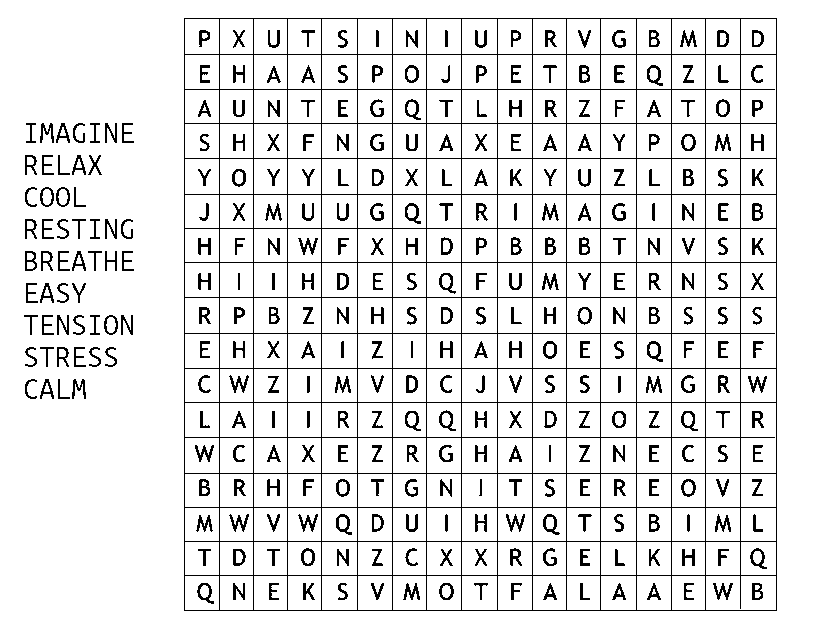 IMAGINE
RELAX
COOL
RESTING
BREATHE
EASY
TENSION
STRESS
CALM
P X U T S I N I U P R V G B M D D
E H A A S P O J P E T B E Q Z L C
A U N T E G Q T L H R Z F A T O P
S H X F N G U A X E A A Y P O M H
Y O Y Y L D X L A K Y U Z L B S K
J X M U U G Q T R I M A G I N E B
H F N W F X H D P B B B T N V S K
H I I H D E S Q F U M Y E R N S X
R P B Z N H S D S L H O N B S S S
E H X A I Z I H A H O E S Q F E F
C W Z I M V D C J V S S I M G R W
L A I I R Z Q Q H X D Z O Z Q T R
W C A X E Z R G H A I Z N E C S E
B R H F O T G N I T S E R E O V Z
M W V W Q D U I H W Q T S B I M L
T D T O N Z C X X R G E L K H F Q
Q N E K S V M O T F A L A A E W B